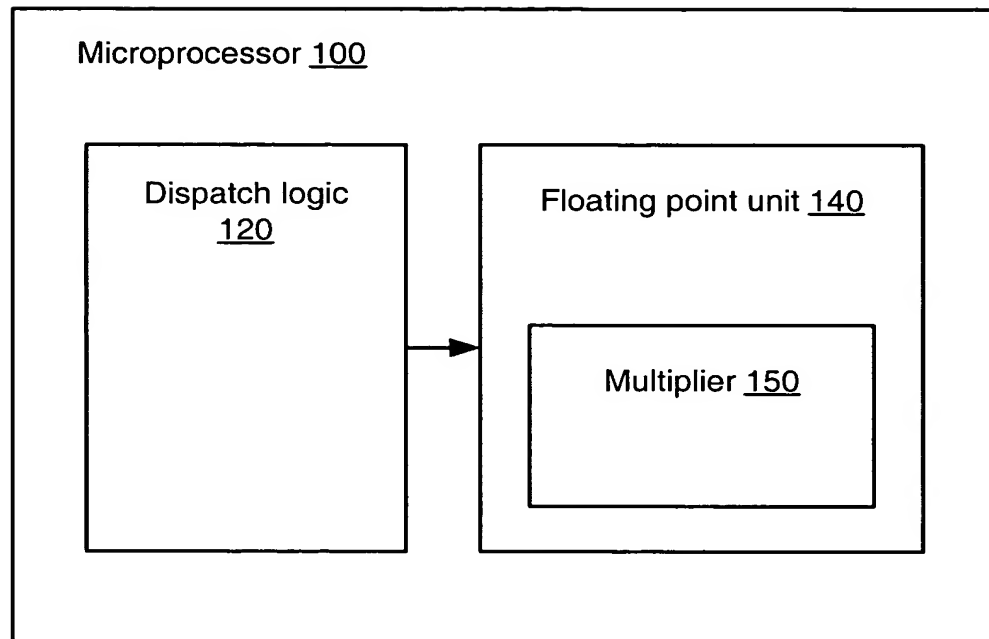 Microprocessor 100
Dispatch logic
120
Floating point unit 140
Multiplier 150